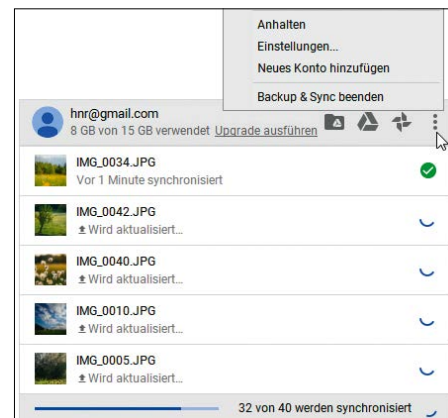 Anhalten
Einstellungen...
Neues Konto hinzufügen
Backup & Sync beenden
hnr@gmail.com
8 GB von 15 GB verwendet Upgrade ausführen
IMG_0034.JPG
Vor 1 Minute synchronisiert
IMG_0042.JPG
Wird aktualisiert...
IMG_0040.JPG
Wird aktualisiert...
IMG_0010.JPG
Wird aktualisiert...
IMG_0005.JPG
Wird aktualisiert...
32 von 40 werden synchronisiert